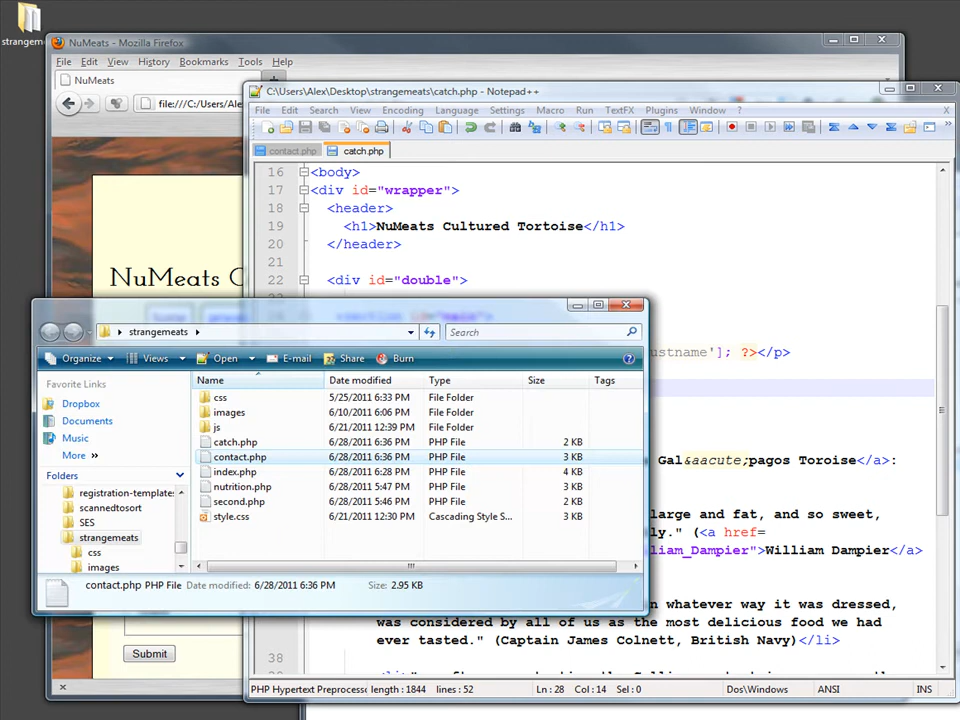 strangem
NuMeats - Mozilla Firefox
File Edit View History Bookmarks Tools Help
NuMeats
file:///C:/Users/Ale
NuMeats C
Submit
C:\Users\Alex\Desktop\strangemeats\catch.php - Notepad++
File Edit Search View Encoding Language Settings Macro Run TextFX Plugins Window ? X
contact.php catch.php
16 <body>
17 <div id="wrapper">
18 <header>
19 <h1>NuMeats Cultured Tortoise</h1>
20 </header>
21
22 <div id="double">
ustname']; ?></p>
Gal&aacute;pagos Toroise</a>:
large and fat, and so sweet,
ly." (<a href=
illiam_Dampier">William Dampier</a>
n whatever way it was dressed,
was considered by all of us as the most delicious food we had
ever tasted." (Captain James Colnett, British Navy)</li>
38
PHP Hypertext Preprocess length : 1844 lines : 52 Ln : 28 Col : 14 Sel : 0 Dos\Windows ANSI INS
strangemeats
Search
Organize Views Open E-mail Share Burn
Favorite Links
Dropbox
Documents
Music
More »
Folders
registration-templates
scannedtosort
SES
strangemeats
css
images
Name Date modified Type Size Tags
css 5/25/2011 6:33 PM File Folder
images 6/10/2011 6:06 PM File Folder
js 6/21/2011 12:39 PM File Folder
catch.php 6/28/2011 6:36 PM PHP File 2 KB
contact.php 6/28/2011 6:36 PM PHP File 3 KB
index.php 6/28/2011 6:28 PM PHP File 4 KB
nutrition.php 6/28/2011 5:47 PM PHP File 3 KB
second.php 6/28/2011 5:46 PM PHP File 2 KB
style.css 6/21/2011 12:30 PM Cascading Style S... 3 KB
contact.php PHP File Date modified: 6/28/2011 6:36 PM Size: 2.95 KB